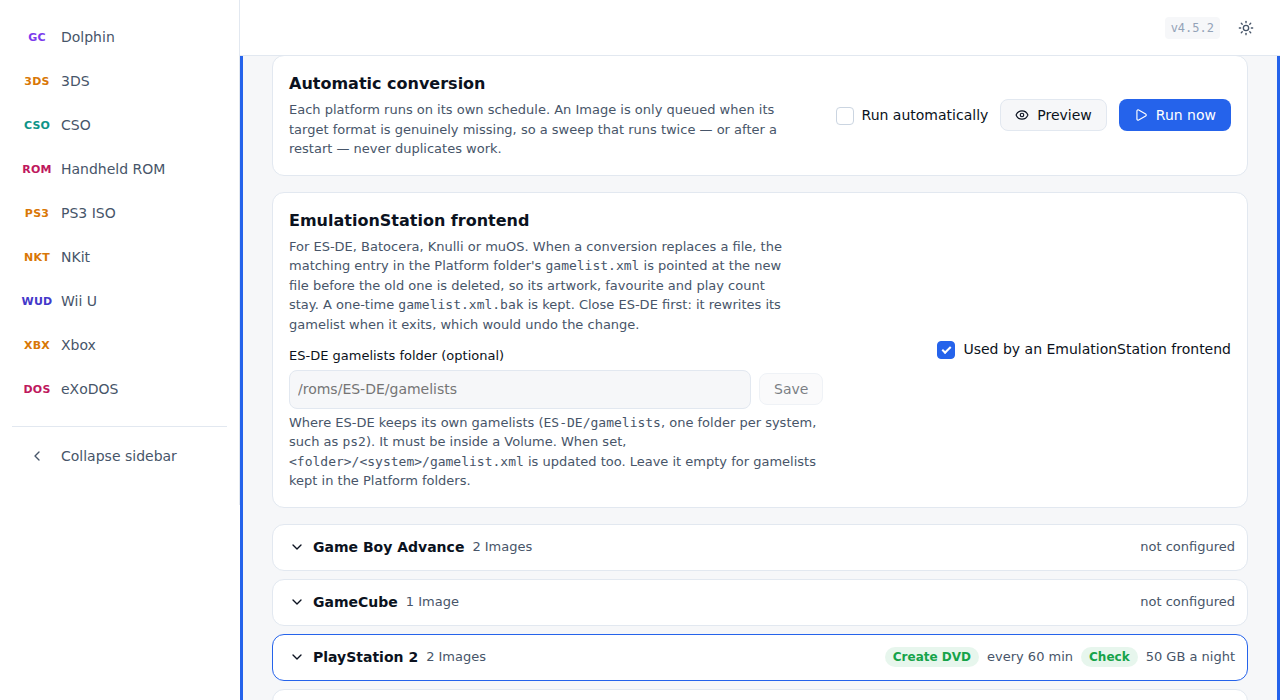 GC Dolphin
3DS 3DS
CSO CSO
ROM Handheld ROM
PS3 PS3 ISO
NKT NKit
WUD Wii U
XBX Xbox
DOS eXoDOS
Collapse sidebar
v4.5.2
Automatic conversion
Each platform runs on its own schedule. An Image is only queued when its
target format is genuinely missing, so a sweep that runs twice — or after a
restart — never duplicates work.
Run automatically Preview Run now
EmulationStation frontend
For ES-DE, Batocera, Knulli or muOS. When a conversion replaces a file, the
matching entry in the Platform folder's gamelist.xml is pointed at the new
file before the old one is deleted, so its artwork, favourite and play count
stay. A one-time gamelist.xml.bak is kept. Close ES-DE first: it rewrites its
gamelist when it exits, which would undo the change.
ES-DE gamelists folder (optional)
/roms/ES-DE/gamelists Save
Where ES-DE keeps its own gamelists (ES-DE/gamelists, one folder per system,
such as ps2). It must be inside a Volume. When set,
<folder>/<system>/gamelist.xml is updated too. Leave it empty for gamelists
kept in the Platform folders.
Used by an EmulationStation frontend
Game Boy Advance 2 Images not configured
GameCube 1 Image not configured
PlayStation 2 2 Images Create DVD every 60 min Check 50 GB a night